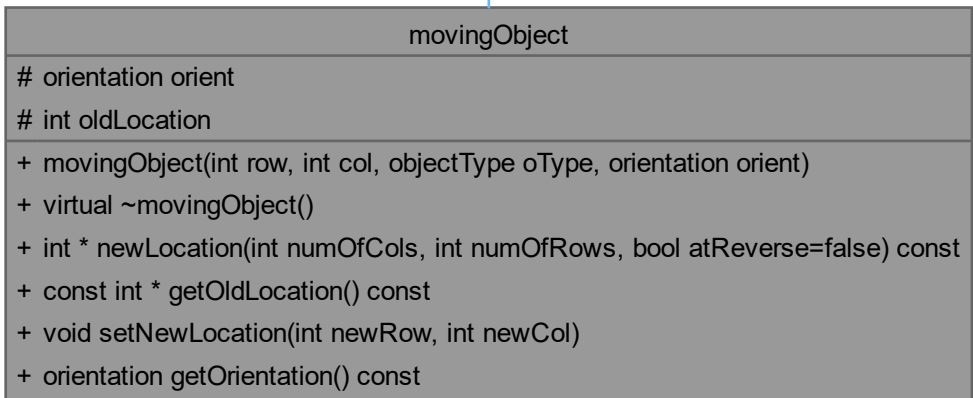 movingObject
# orientation orient
# int oldLocation
+ movingObject(int row, int col, objectType oType, orientation orient)
+ virtual ~movingObject()
+ int * newLocation(int numOfCols, int numOfRows, bool atReverse=false) const
+ const int * getOldLocation() const
+ void setNewLocation(int newRow, int newCol)
+ orientation getOrientation() const